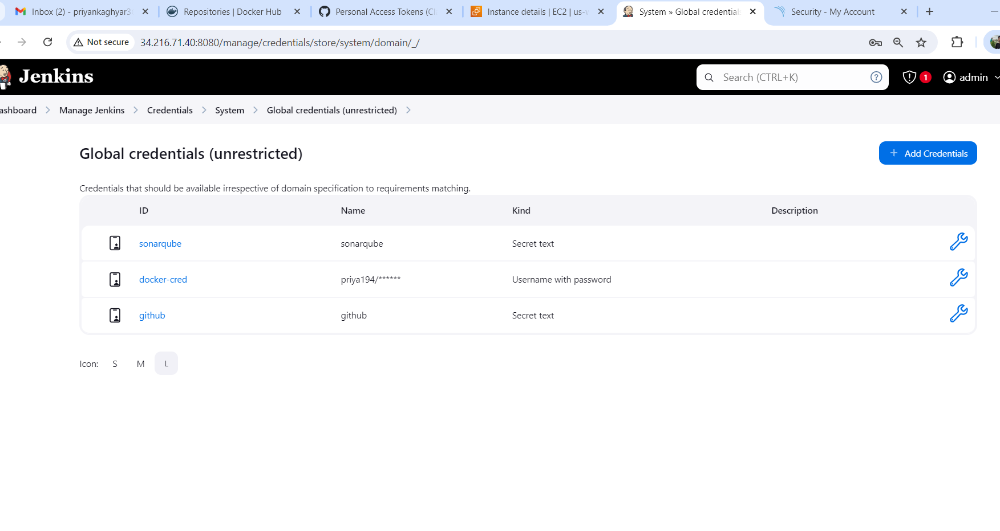 Inbox (2) - priyankaghyar3
Repositories | Docker Hub
Personal Access Tokens (Cl
Instance details | EC2 | us-w
System » Global credentials
Security - My Account
Not secure
34.216.71.40:8080/manage/credentials/store/system/domain/_/
Jenkins
Search (CTRL+K)
1
admin
ashboard
Manage Jenkins
Credentials
System
Global credentials (unrestricted)
Global credentials (unrestricted)
+ Add Credentials
Credentials that should be available irrespective of domain specification to requirements matching.
ID Name Kind Description
sonarqube sonarqube Secret text
docker-cred priya194/****** Username with password
github github Secret text
Icon: S M L